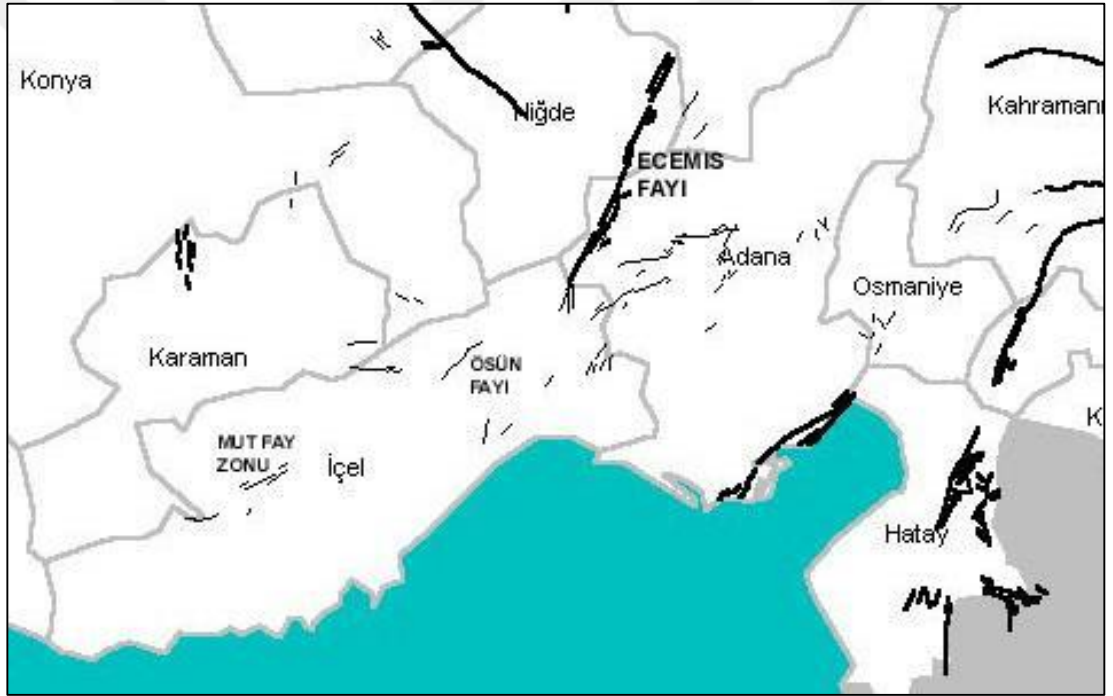 Konya
Niğde
Kahramanı
ECEMIS
FAYI
Adana
Osmaniye
Karaman
ÖSÜN
FAYI
MUT FAY
ZONU
İçel
K
Hatay